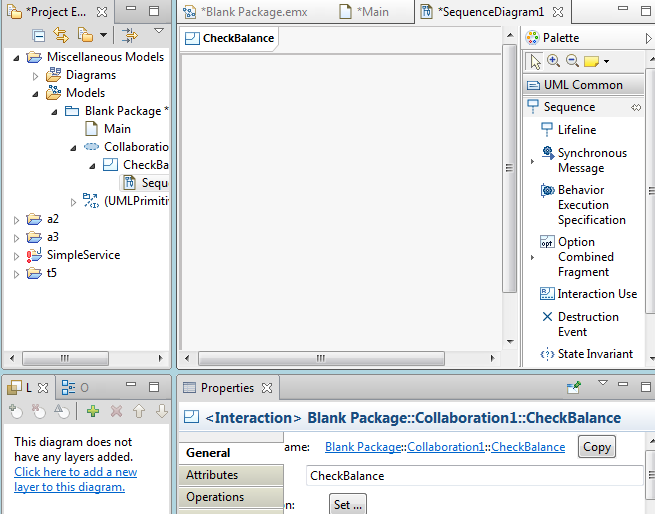 *Project E...
Miscellaneous Models
Diagrams
Models
Blank Package *
Main
Collaboratio
CheckBa
Seque
(UMLPrimitiv
a2
a3
SimpleService
t5
*Blank Package.emx
*Main
*SequenceDiagram1
CheckBalance
Palette
UML Common
Sequence
Lifeline
Synchronous
Message
Behavior
Execution
Specification
Option
Combined
Fragment
Interaction Use
Destruction
Event
State Invariant
L
O
This diagram does not
have any layers added.
Click here to add a new
layer to this diagram.
Properties
<Interaction> Blank Package::Collaboration1::CheckBalance
General
Attributes
Operations
ame: Blank Package::Collaboration1::CheckBalance Copy
CheckBalance
on: Set ...